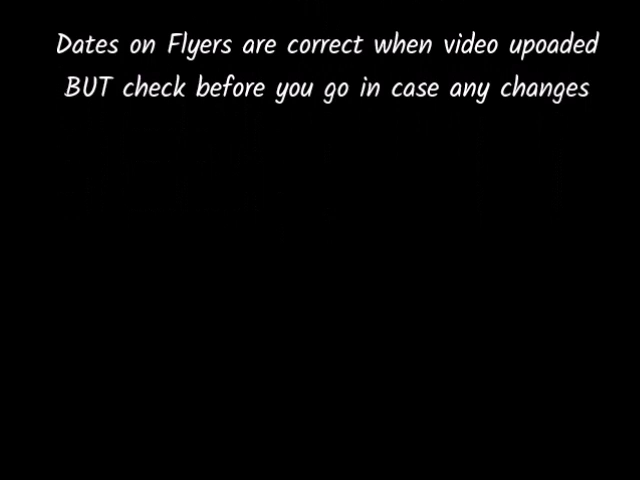 Dates on Flyers are correct when video upoaded
BUT check before you go in case any changes